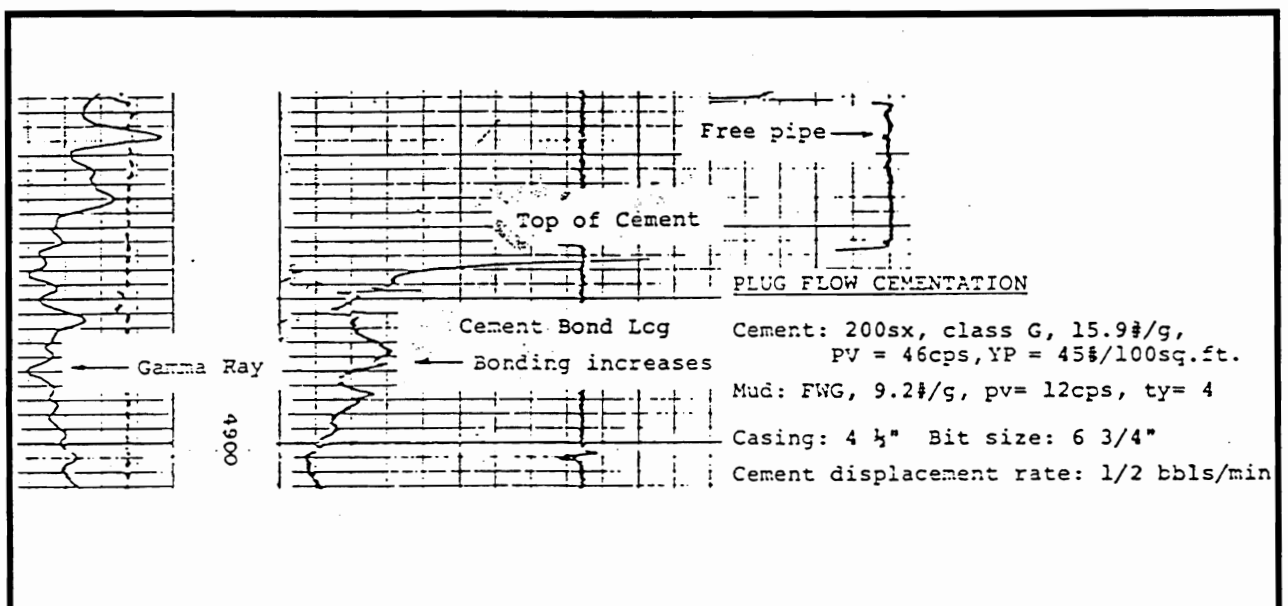 Free pipe
Top of Cement
PLUG FLOW CEMENTATION
Cement Bond Lcg
Cement: 200sx, class G, 15.9#/g,
PV = 46cps, YP = 45#/100sq.ft.
Gamma Ray
Bonding increases
Mud: FWG, 9.2#/g, pv= 12cps, ty= 4
4900
Casing: 4 ½" Bit size: 6 3/4"
Cement displacement rate: 1/2 bbls/min